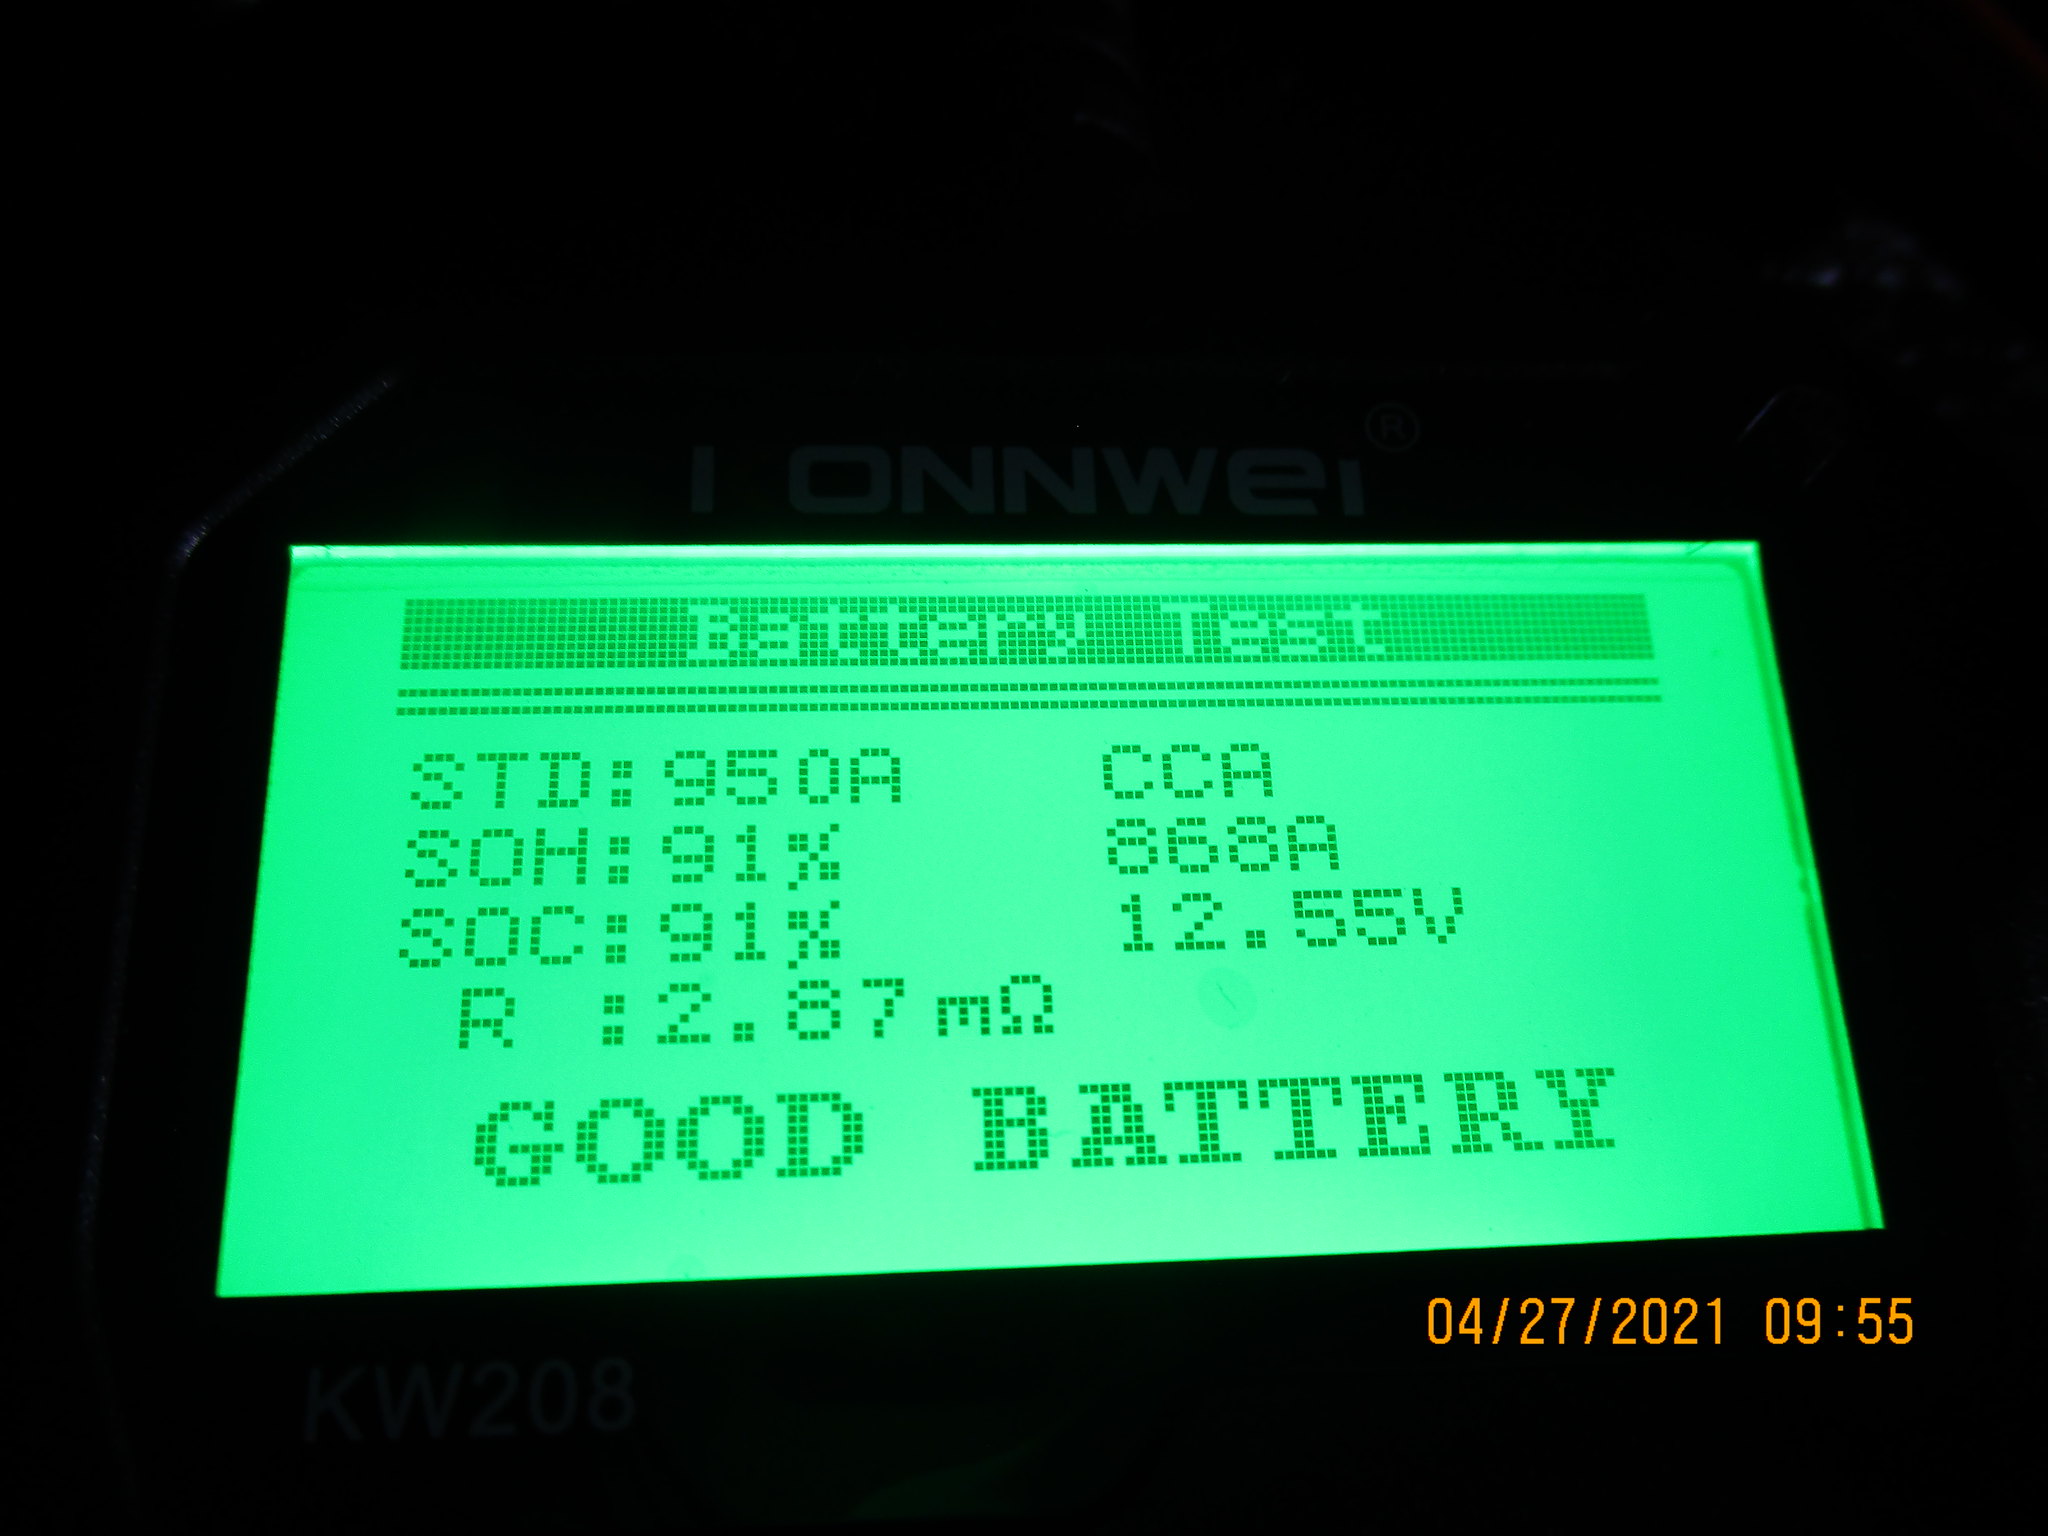 ONNWEI®
Battery Test
STD:950A CCA
SOH:91% 868A
SOC:91% 12.55V
R :2.87mΩ
GOOD BATTERY
04/27/2021 09:55
KW208